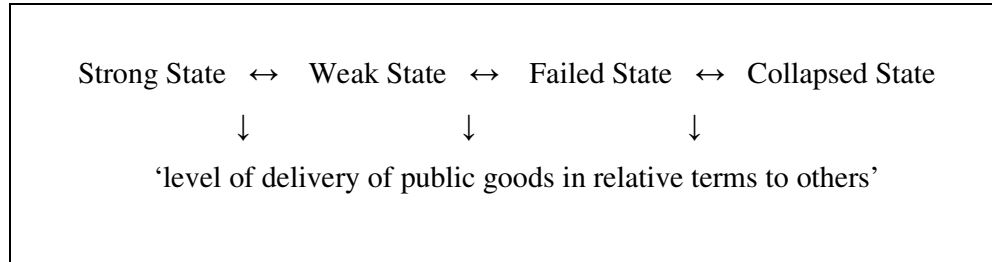 Strong State ↔ Weak State ↔ Failed State ↔ Collapsed State
↓ ↓ ↓
‘level of delivery of public goods in relative terms to others’